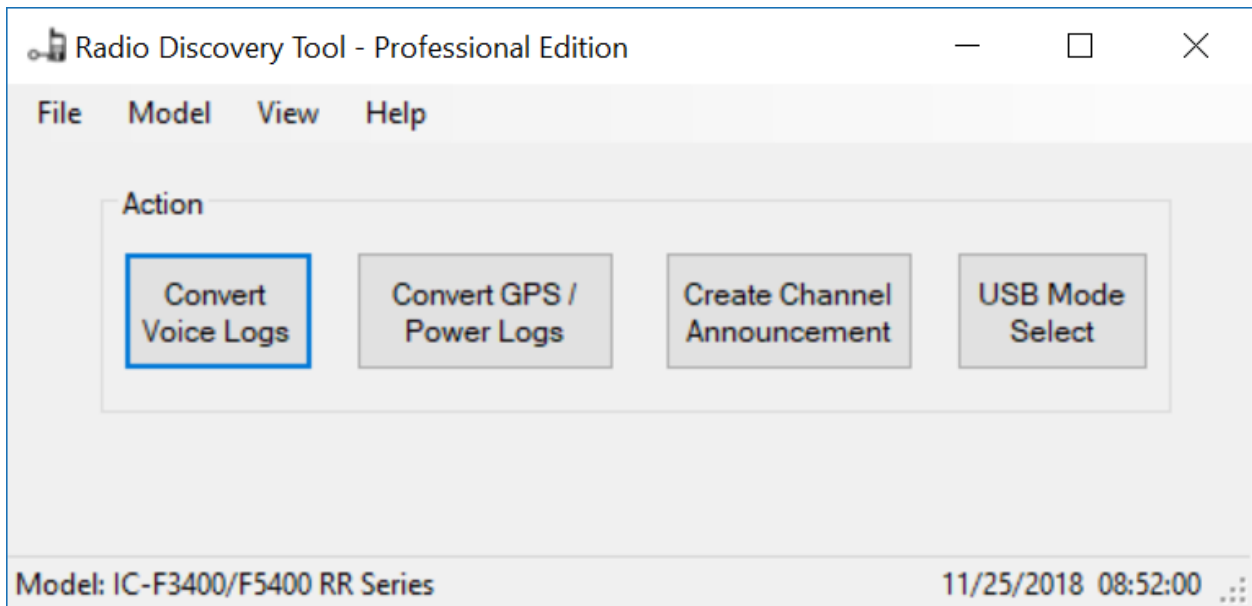 Radio Discovery Tool - Professional Edition
File Model View Help
Action
Convert
Voice Logs
Convert GPS /
Power Logs
Create Channel
Announcement
USB Mode
Select
Model: IC-F3400/F5400 RR Series
11/25/2018 08:52:00